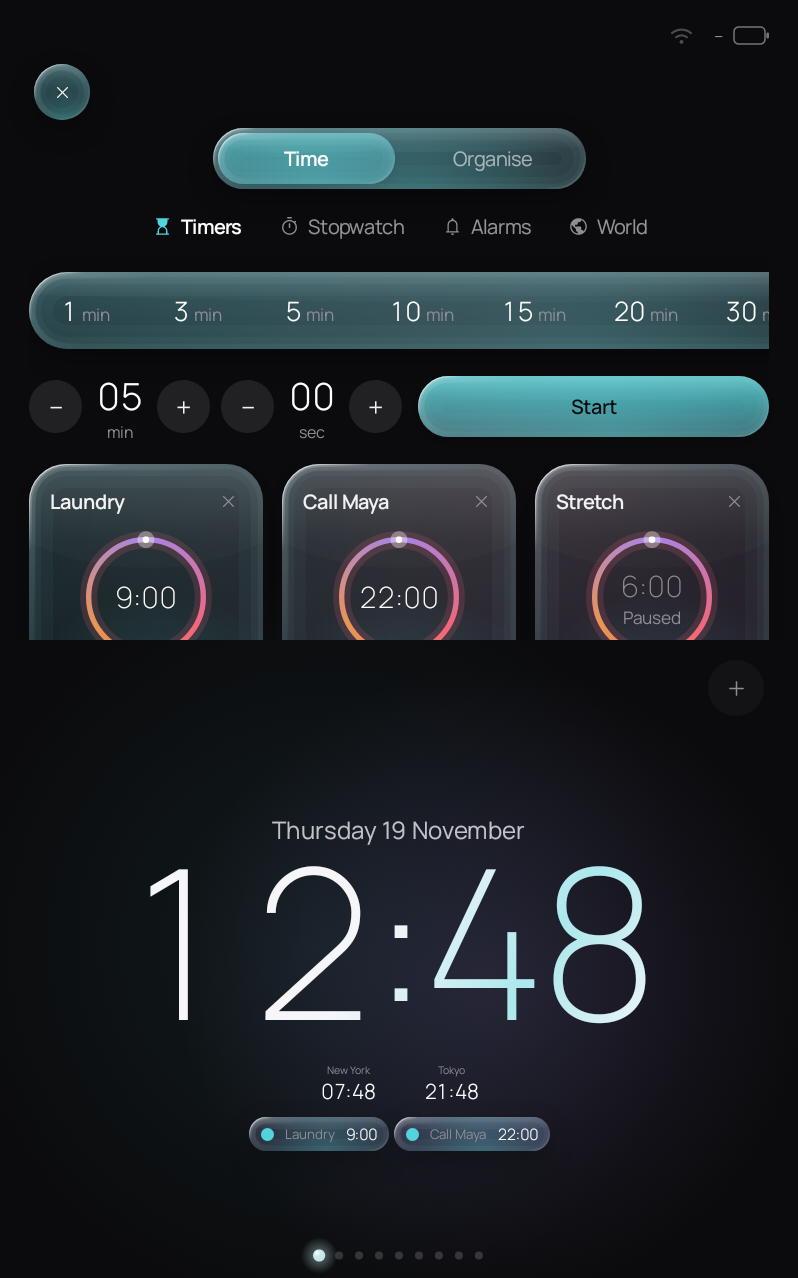 –
Time Organise
Timers Stopwatch Alarms World
1 min 3 min 5 min 10 min 15 min 20 min 30
05 00
min sec
Start
Laundry Call Maya Stretch
9:00 22:00 6:00
Paused
Thursday 19 November
12:48
New York Tokyo
07:48 21:48
Laundry 9:00 Call Maya 22:00